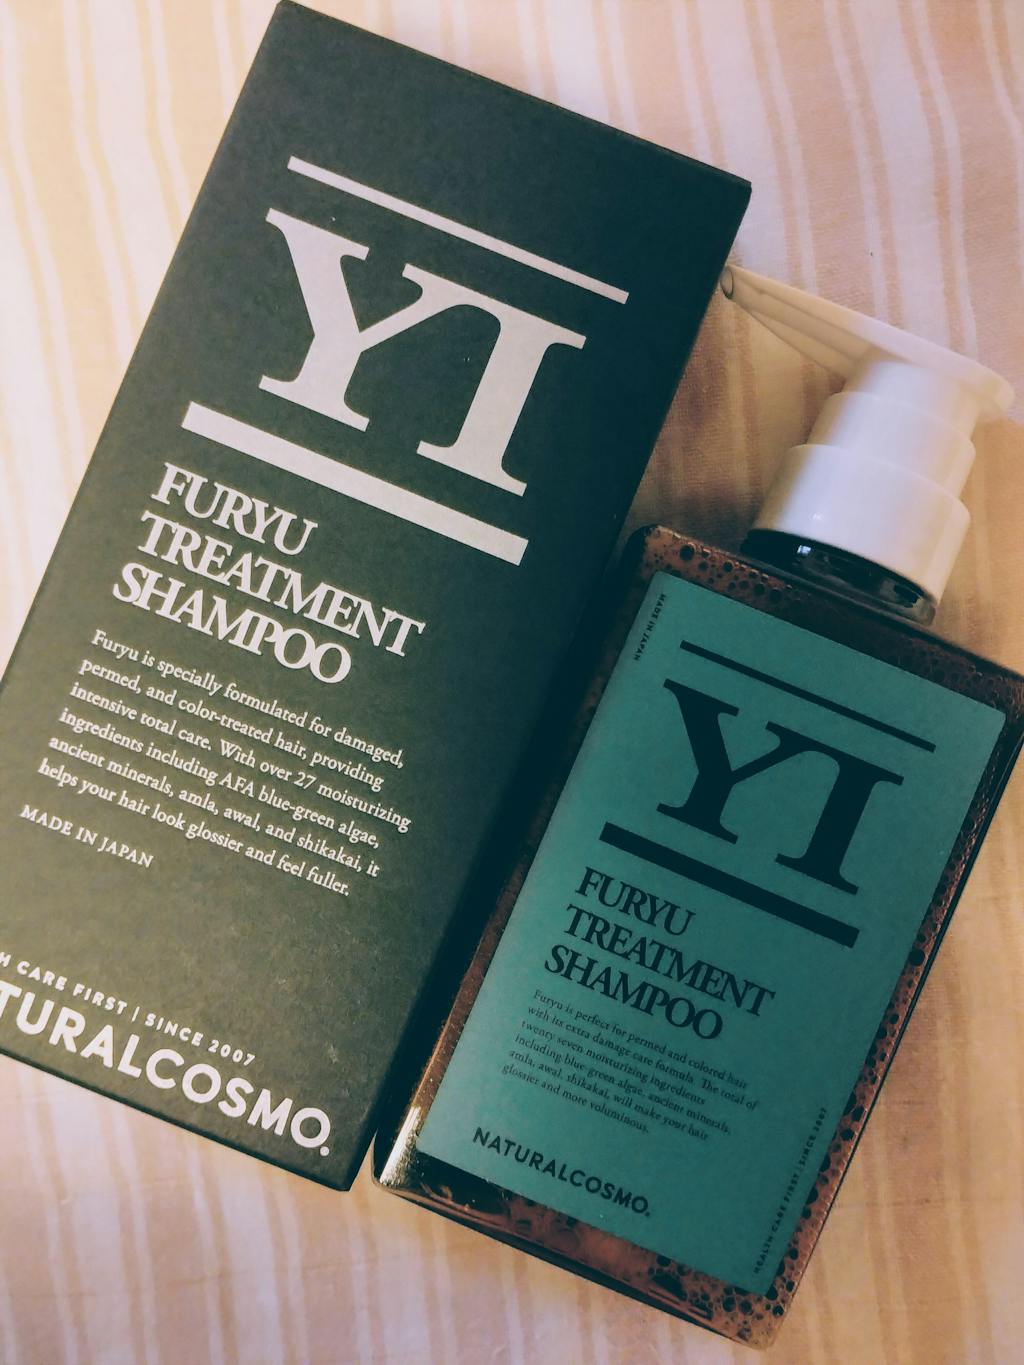 YI
FURYU
TREATMENT
SHAMPOO
Furyu is specially formulated for damaged,
permed, and color-treated hair, providing
intensive total care. With over 27 moisturizing
ingredients including AFA blue-green algae,
ancient minerals, amla, awal, and shikakai, it
helps your hair look glossier and feel fuller.
MADE IN JAPAN
H CARE FIRST | SINCE 2007
TURALCOSMO.
MADE IN JAPAN
YI
FURYU
TREATMENT
SHAMPOO
Furyu is perfect for permed and colored hair
with its extra damage care formula. The total of
twenty seven moisturizing ingredients
including blue-green algae, ancient minerals,
amla, awal, shikakai, will make your hair
glossier and more voluminous.
NATURALCOSMO.
HEALTH CARE FIRST | SINCE 2007